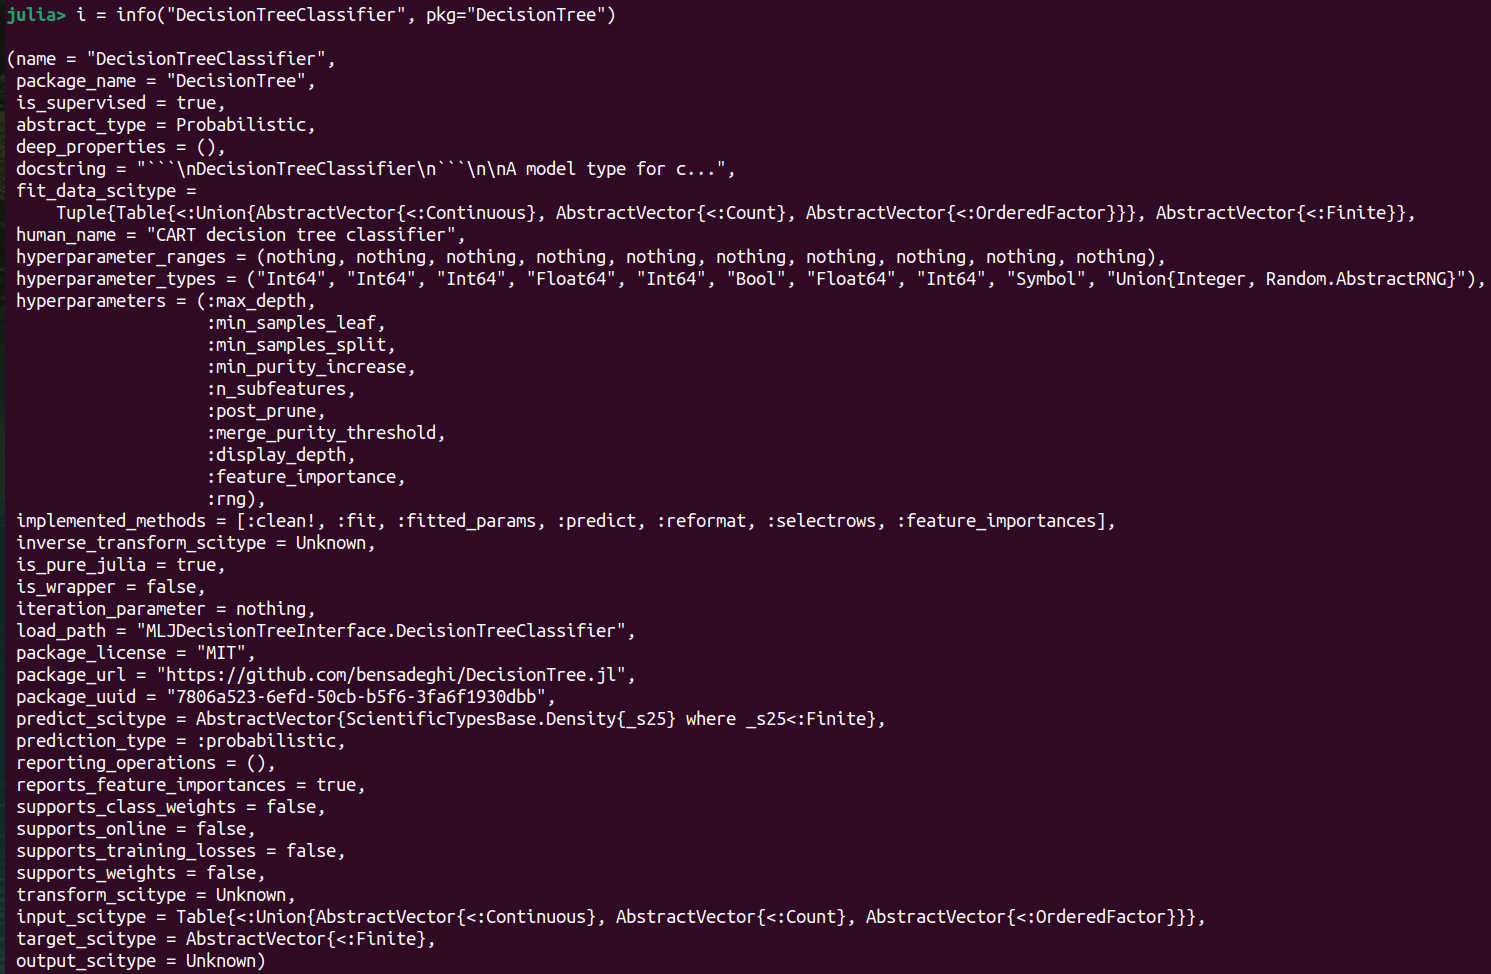 julia> i = info("DecisionTreeClassifier", pkg="DecisionTree")
(name = "DecisionTreeClassifier",
package_name = "DecisionTree",
is_supervised = true,
abstract_type = Probabilistic,
deep_properties = (),
docstring = "```\nDecisionTreeClassifier\n```\n\nA model type for c...",
fit_data_scitype =
Tuple{Table{<:Union{AbstractVector{<:Continuous}, AbstractVector{<:Count}, AbstractVector{<:OrderedFactor}}}, AbstractVector{<:Finite}},
human_name = "CART decision tree classifier",
hyperparameter_ranges = (nothing, nothing, nothing, nothing, nothing, nothing, nothing, nothing, nothing, nothing),
hyperparameter_types = ("Int64", "Int64", "Int64", "Float64", "Int64", "Bool", "Float64", "Int64", "Symbol", "Union{Integer, Random.AbstractRNG}"),
hyperparameters = (:max_depth,
:min_samples_leaf,
:min_samples_split,
:min_purity_increase,
:n_subfeatures,
:post_prune,
:merge_purity_threshold,
:display_depth,
:feature_importance,
:rng),
implemented_methods = [:clean!, :fit, :fitted_params, :predict, :reformat, :selectrows, :feature_importances],
inverse_transform_scitype = Unknown,
is_pure_julia = true,
is_wrapper = false,
iteration_parameter = nothing,
load_path = "MLJDecisionTreeInterface.DecisionTreeClassifier",
package_license = "MIT",
package_url = "https://github.com/bensadeghi/DecisionTree.jl",
package_uuid = "7806a523-6efd-50cb-b5f6-3fa6f1930dbb",
predict_scitype = AbstractVector{ScientificTypesBase.Density{_s25} where _s25<:Finite},
prediction_type = :probabilistic,
reporting_operations = (),
reports_feature_importances = true,
supports_class_weights = false,
supports_online = false,
supports_training_losses = false,
supports_weights = false,
transform_scitype = Unknown,
input_scitype = Table{<:Union{AbstractVector{<:Continuous}, AbstractVector{<:Count}, AbstractVector{<:OrderedFactor}}},
target_scitype = AbstractVector{<:Finite},
output_scitype = Unknown)